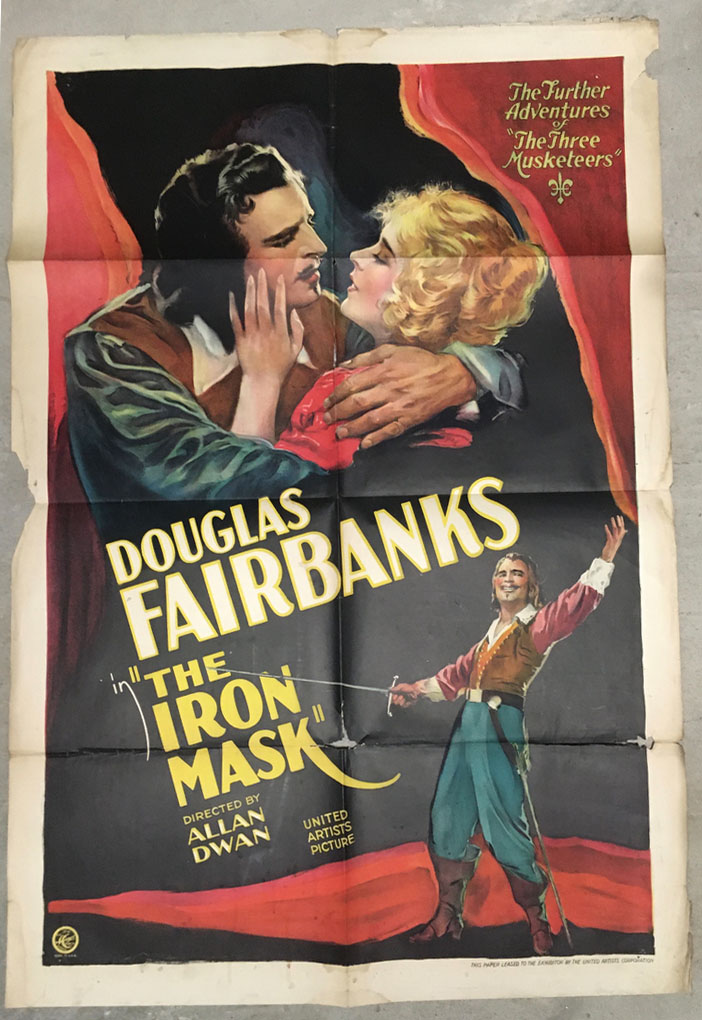 The Further
Adventures
of
"The Three
Musketeers"
DOUGLAS
FAIRBANKS
in "THE
IRON
MASK"
DIRECTED BY
ALLAN
DWAN
UNITED
ARTISTS
PICTURE
THIS PAPER LEASED TO THE EXHIBITOR BY THE UNITED ARTISTS CORPORATION